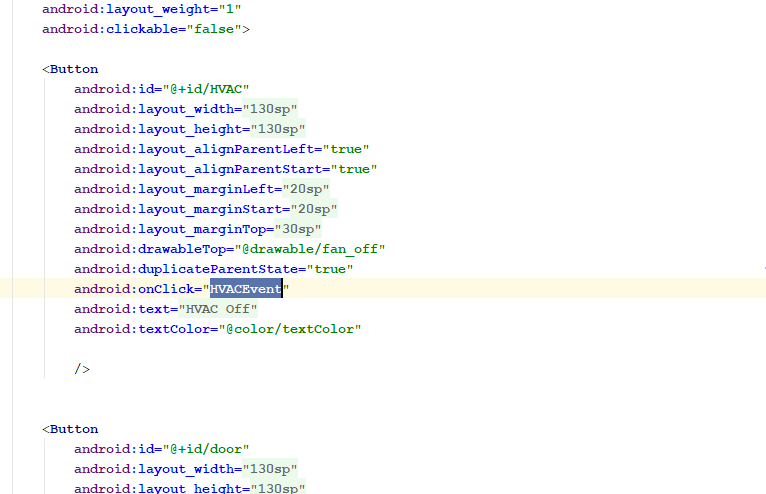 android:layout_weight="1"
android:clickable="false">
<Button
android:id="@+id/HVAC"
android:layout_width="130sp"
android:layout_height="130sp"
android:layout_alignParentLeft="true"
android:layout_alignParentStart="true"
android:layout_marginLeft="20sp"
android:layout_marginStart="20sp"
android:layout_marginTop="30sp"
android:drawableTop="@drawable/fan_off"
android:duplicateParentState="true"
android:onClick="HVACEvent"
android:text="HVAC Off"
android:textColor="@color/textColor"
/>
<Button
android:id="@+id/door"
android:layout_width="130sp"
android:layout_height="130sp"